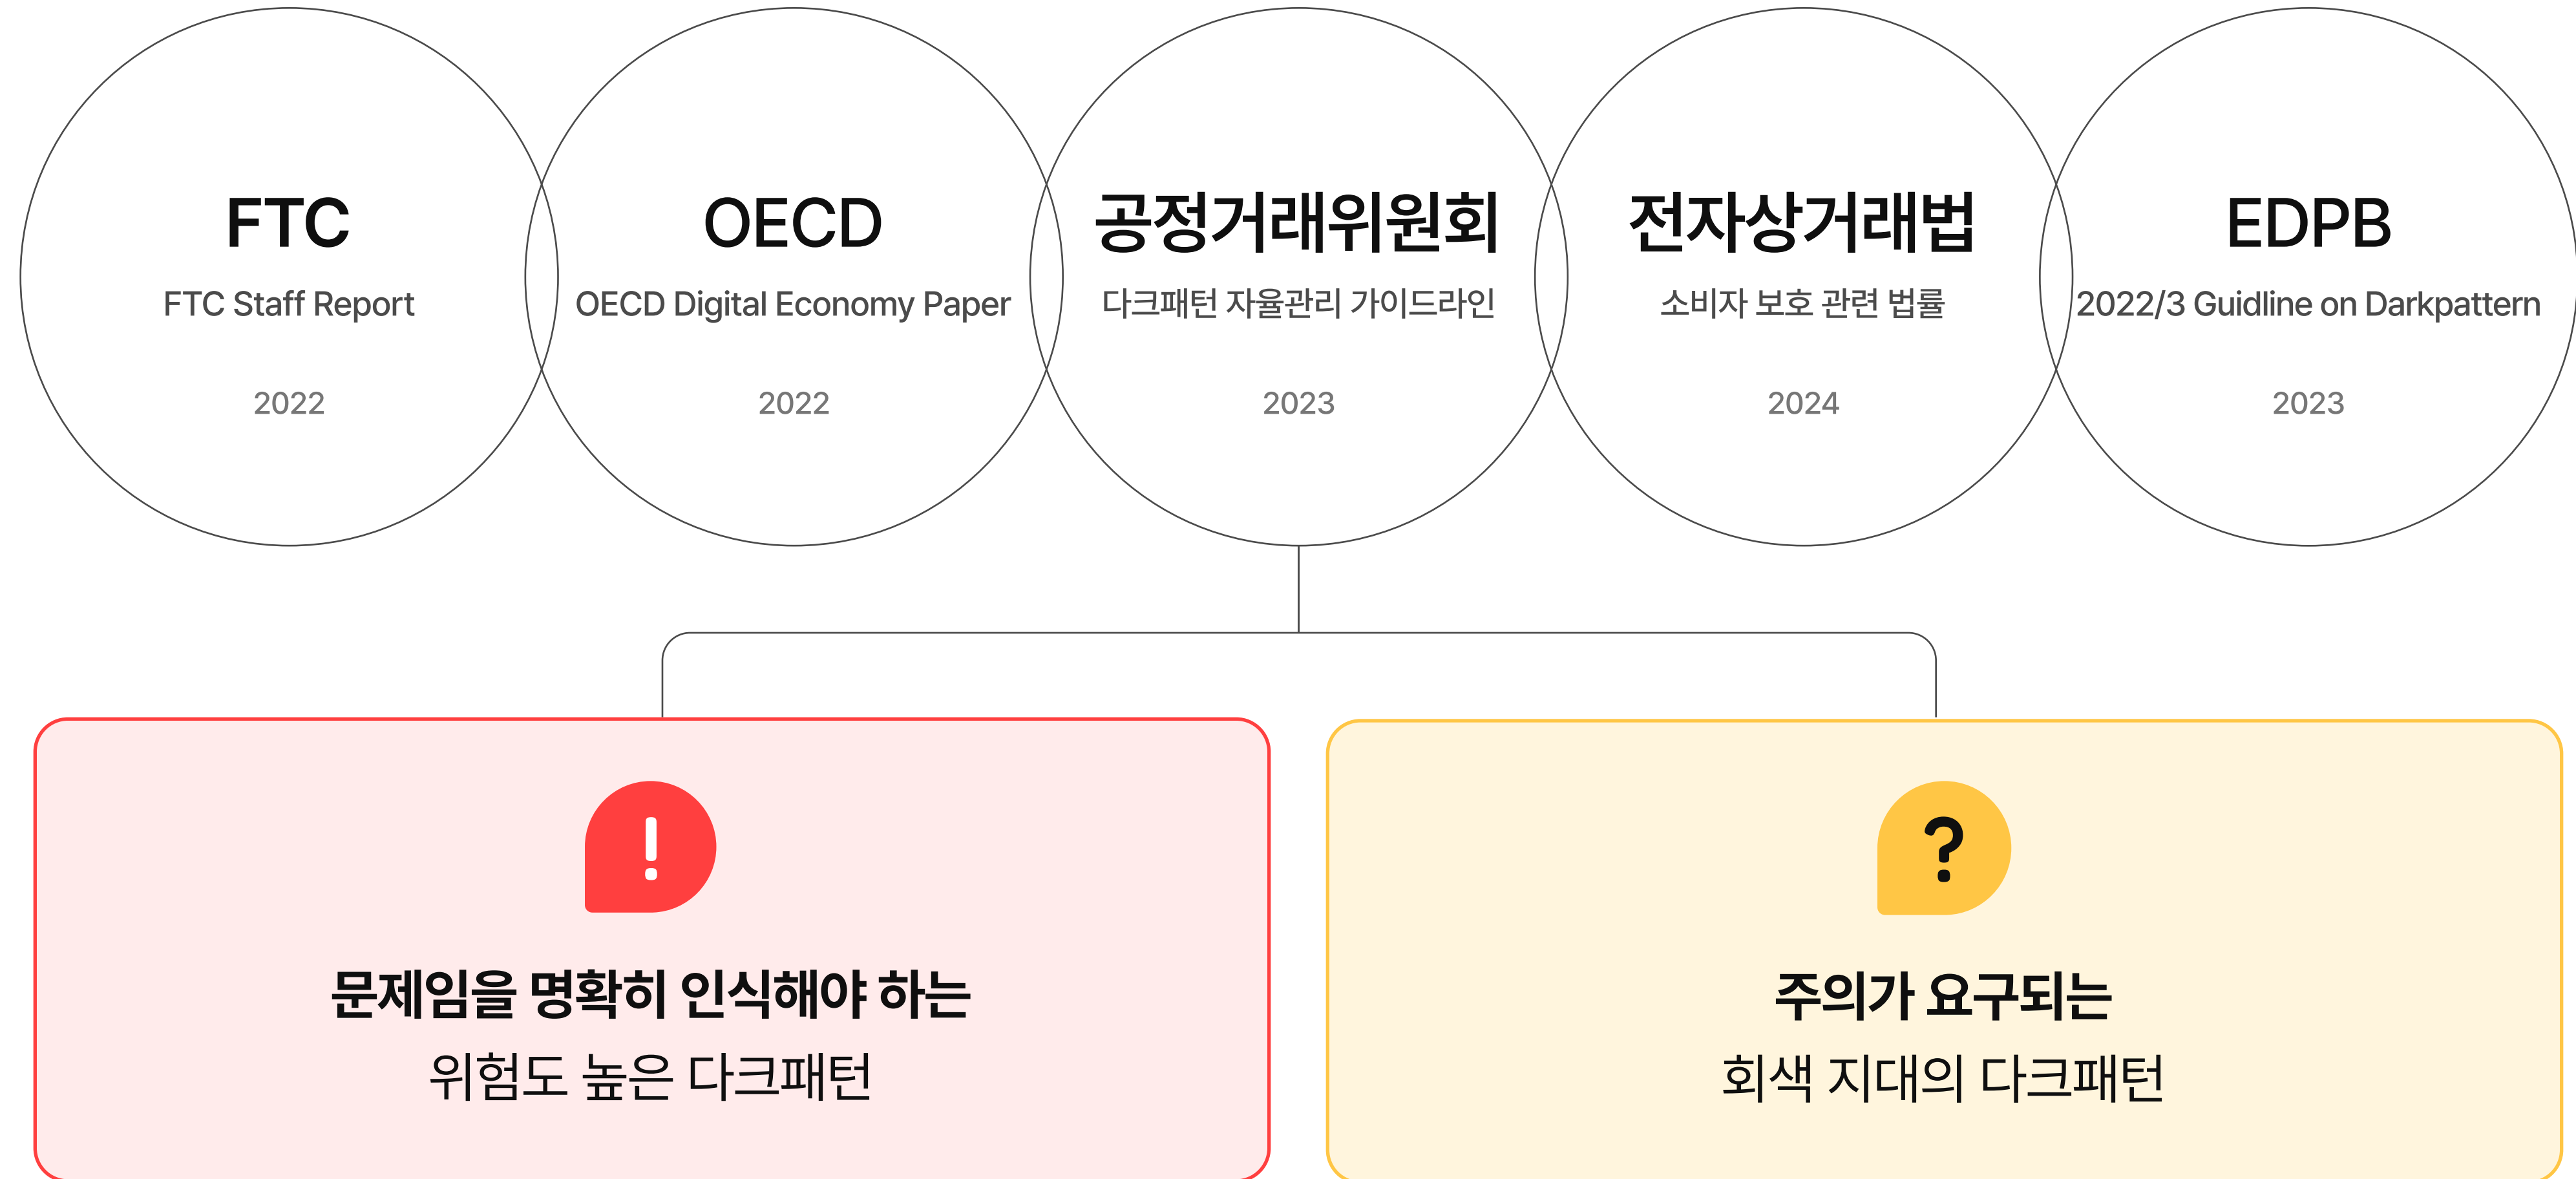 FTC
FTC Staff Report
2022
OECD
OECD Digital Economy Paper
2022
공정거래위원회
다크패턴 자율관리 가이드라인
2023
전자상거래법
소비자 보호 관련 법률
2024
EDPB
2022/3 Guidline on Darkpattern
2023
!
문제임을 명확히 인식해야 하는
위험도 높은 다크패턴
?
주의가 요구되는
회색 지대의 다크패턴